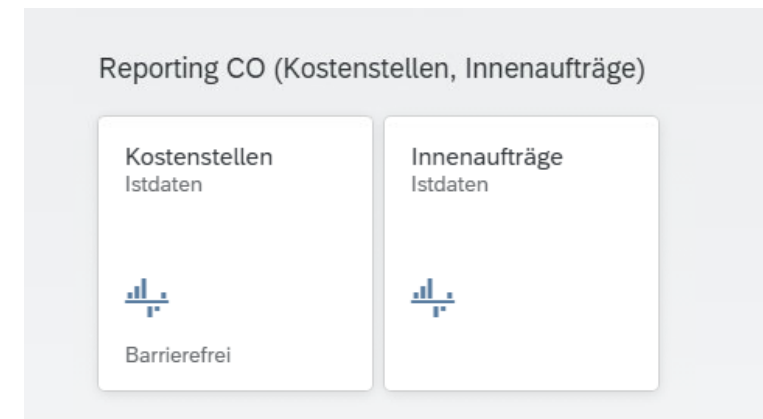 Reporting CO (Kostenstellen, Innenaufträge)
Kostenstellen
Istdaten
Barrierefrei
Innenaufträge
Istdaten